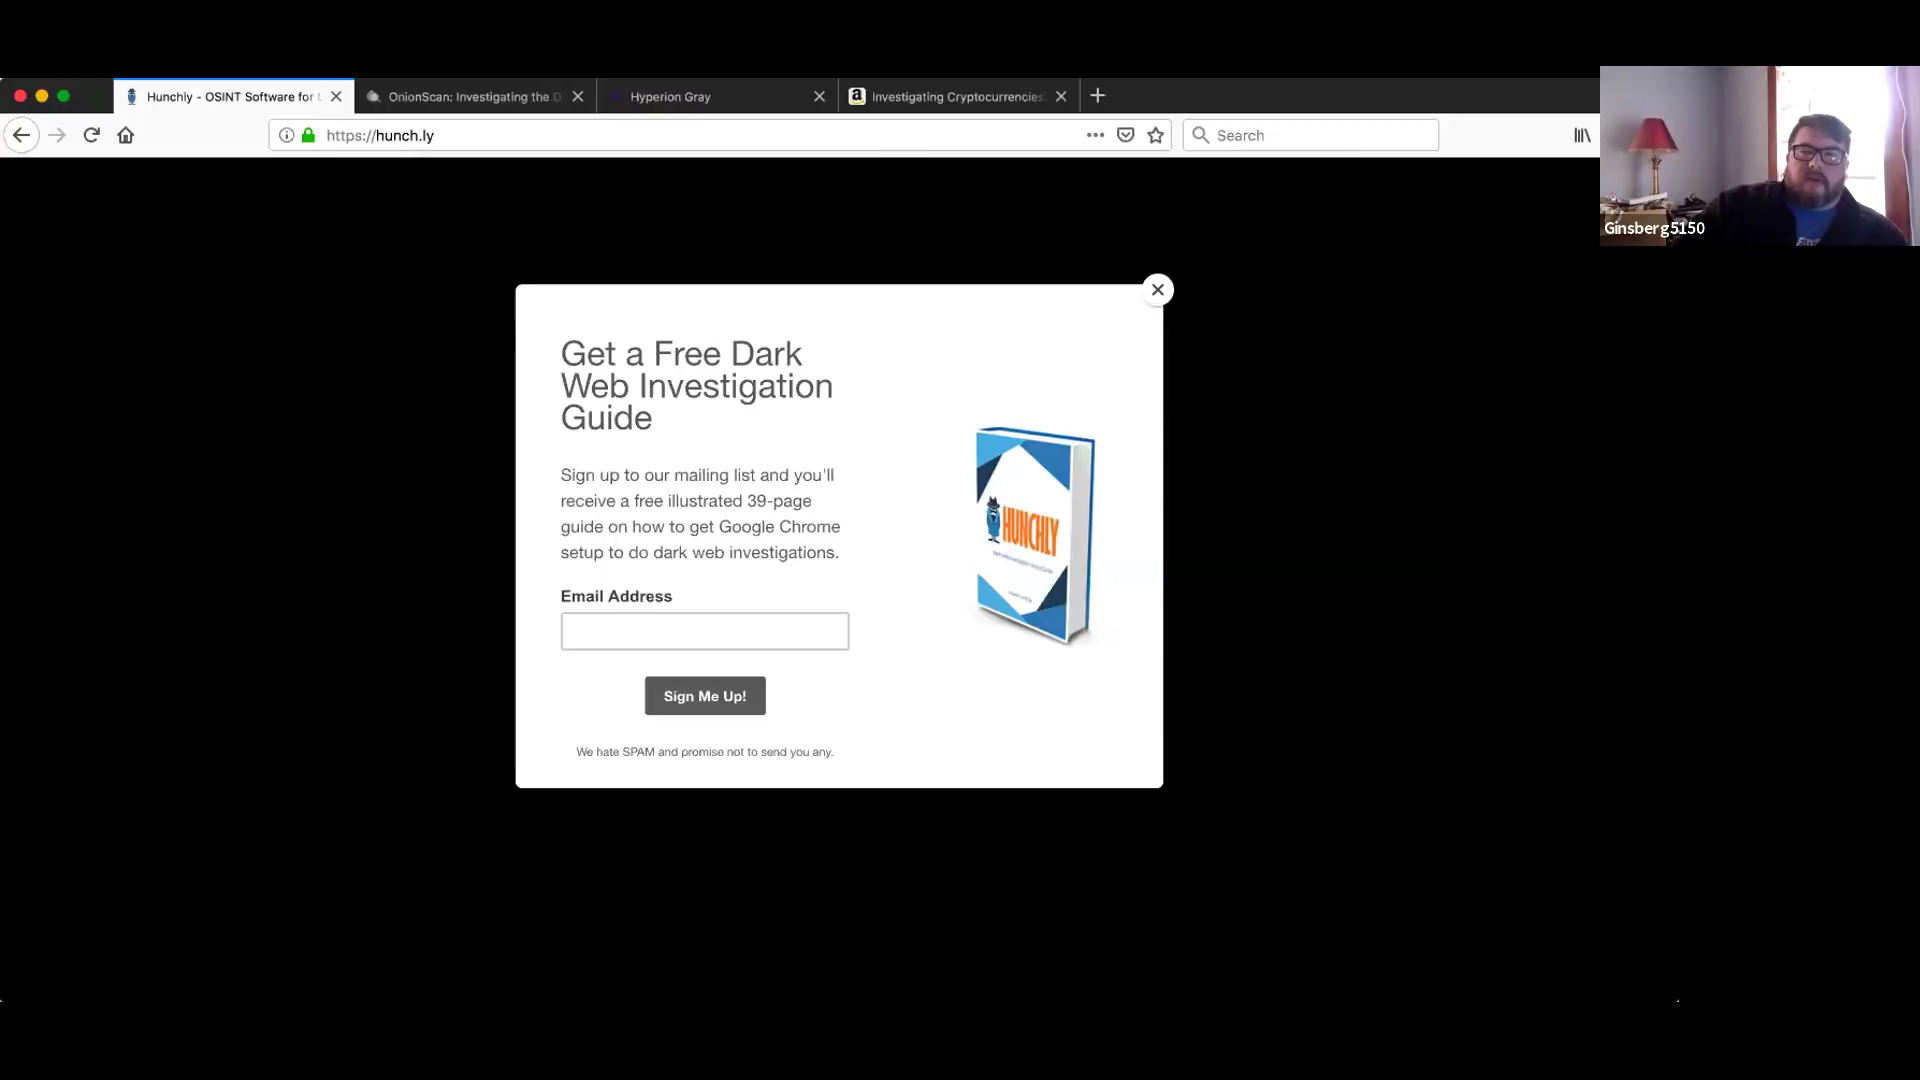 Hunchly - OSINT Software for
OnionScan: Investigating the D
Hyperion Gray
Investigating Cryptocurrencies
https://hunch.ly
Search
Ginsberg5150
Get a Free Dark
Web Investigation
Guide
Sign up to our mailing list and you'll
receive a free illustrated 39-page
guide on how to get Google Chrome
setup to do dark web investigations.
HUNCHLY
Email Address
Sign Me Up!
We hate SPAM and promise not to send you any.